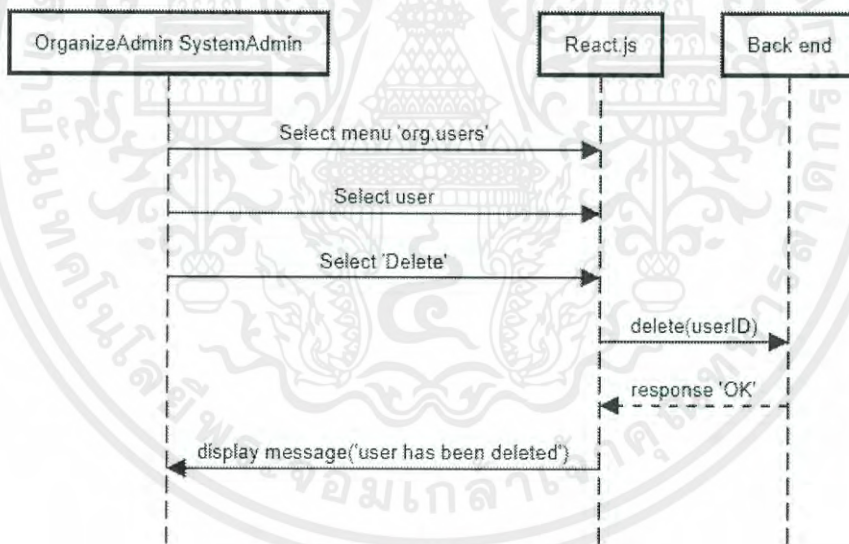 OrganizeAdmin SystemAdmin
React.js
Back end
Select menu 'org.users'
Select user
Select 'Delete'
delete(userID)
response 'OK'
display message('user has been deleted')